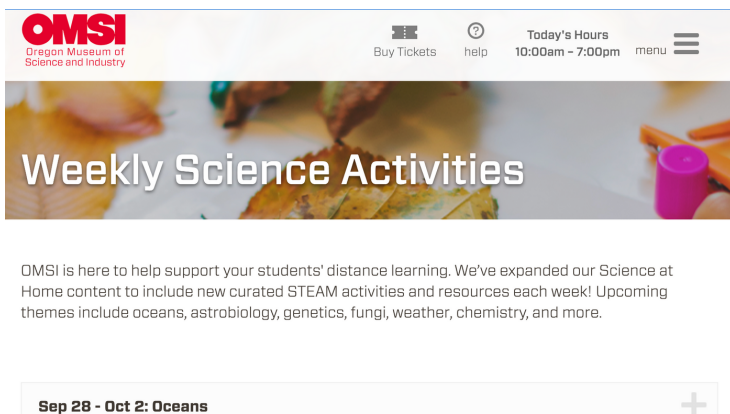 OMSI
Oregon Museum of
Science and Industry
Buy Tickets
help
Today's Hours
10:00am – 7:00pm
menu
Weekly Science Activities
OMSI is here to help support your students' distance learning. We've expanded our Science at
Home content to include new curated STEAM activities and resources each week! Upcoming
themes include oceans, astrobiology, genetics, fungi, weather, chemistry, and more.
Sep 28 - Oct 2: Oceans